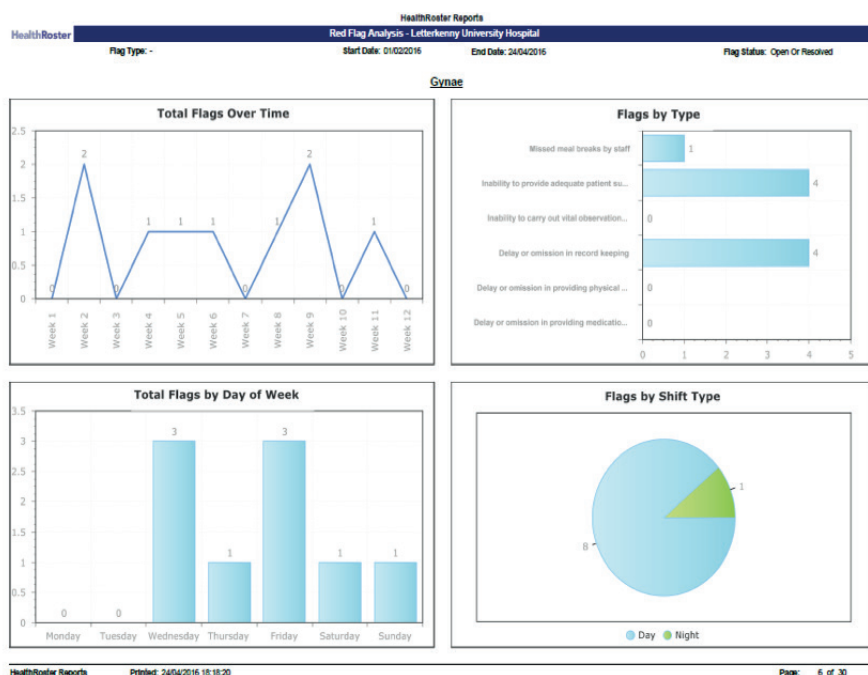 HealthRoster Reports
HealthRoster
Red Flag Analysis - Letterkenny University Hospital
Flag Type: - Start Date: 01/02/2016 End Date: 24/04/2016 Flag Status: Open Or Resolved
Gynae
Total Flags Over Time
2.5
2
1.5
1
0.5
0
0 2 0 1 1 1 0 1 2 0 1 0
Week 1 Week 2 Week 3 Week 4 Week 5 Week 6 Week 7 Week 8 Week 9 Week 10 Week 11 Week 12
Flags by Type
Missed meal breaks by staff 1
Inability to provide adequate patient su... 4
Inability to carry out vital observation... 0
Delay or omission in record keeping 4
Delay or omission in providing physical ... 0
Delay or omission in providing medicatio... 0
0 1 2 3 4 5
Total Flags by Day of Week
3.5
3
2.5
2
1.5
1
0.5
0
0 0 3 1 3 1 1
Monday Tuesday Wednesday Thursday Friday Saturday Sunday
Flags by Shift Type
1
8
Day Night
HealthRoster Reports Printed: 24/04/2016 18:18:20 Page: 6 of 30